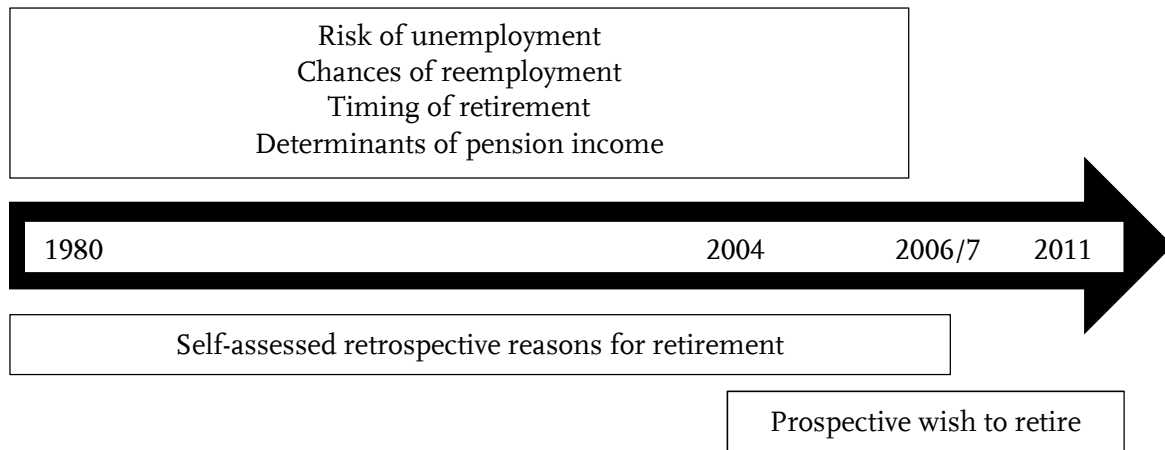 Risk of unemployment
Chances of reemployment
Timing of retirement
Determinants of pension income
1980 2004 2006/7 2011
Self-assessed retrospective reasons for retirement
Prospective wish to retire